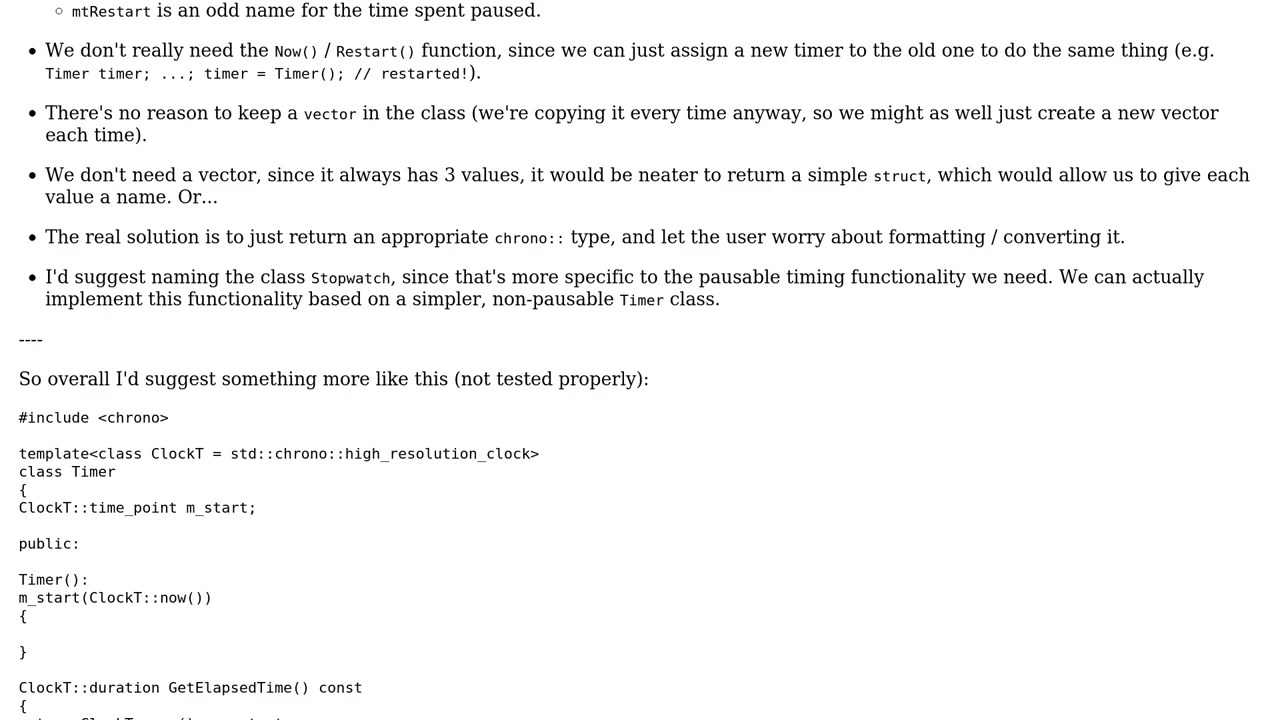 ◦ mtRestart is an odd name for the time spent paused.
• We don't really need the Now() / Restart() function, since we can just assign a new timer to the old one to do the same thing (e.g.
Timer timer; ...; timer = Timer(); // restarted!).
• There's no reason to keep a vector in the class (we're copying it every time anyway, so we might as well just create a new vector
each time).
• We don't need a vector, since it always has 3 values, it would be neater to return a simple struct, which would allow us to give each
value a name. Or...
• The real solution is to just return an appropriate chrono:: type, and let the user worry about formatting / converting it.
• I'd suggest naming the class Stopwatch, since that's more specific to the pausable timing functionality we need. We can actually
implement this functionality based on a simpler, non-pausable Timer class.
----
So overall I'd suggest something more like this (not tested properly):
#include <chrono>
template<class ClockT = std::chrono::high_resolution_clock>
class Timer
{
ClockT::time_point m_start;
public:
Timer():
m_start(ClockT::now())
{
}
ClockT::duration GetElapsedTime() const
{